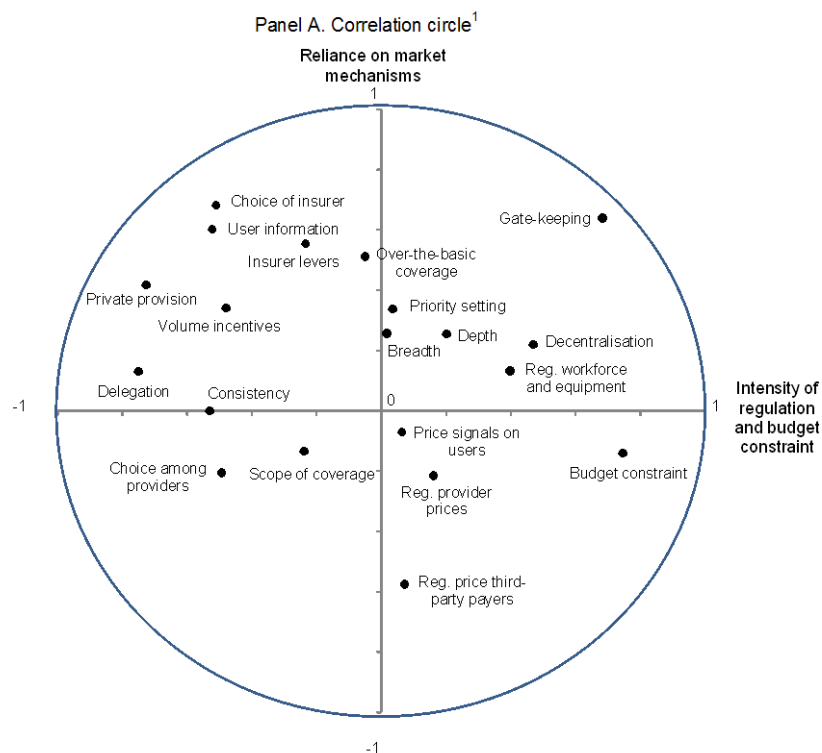 Panel A. Correlation circle1
Reliance on market
mechanisms
1
Choice of insurer
Gate-keeping
User information
Over-the-basic
coverage
Insurer levers
Private provision
Priority setting
Volume incentives
Depth
Decentralisation
Breadth
Reg. workforce
and equipment
Delegation
Consistency
-1
0
1
Intensity of
regulation
and budget
constraint
Price signals on
users
Choice among
providers
Scope of coverage
Budget constraint
Reg. provider
prices
Reg. price third-
party payers
-1